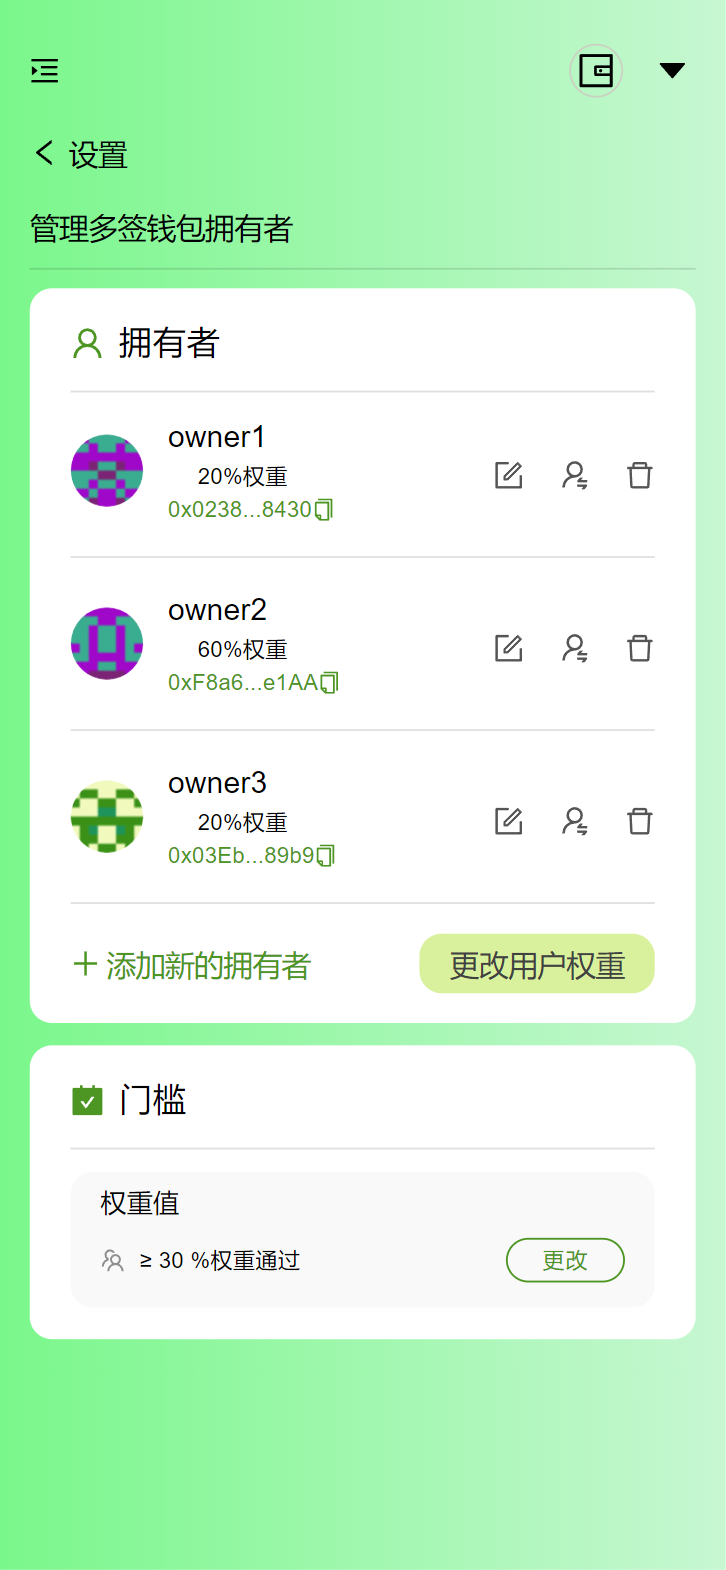 设置
管理多签钱包拥有者
拥有者
owner1
20%权重
0x0238...8430
owner2
60%权重
0xF8a6...e1AA
owner3
20%权重
0x03Eb...89b9
添加新的拥有者
更改用户权重
门槛
权重值
≥ 30 %权重通过
更改